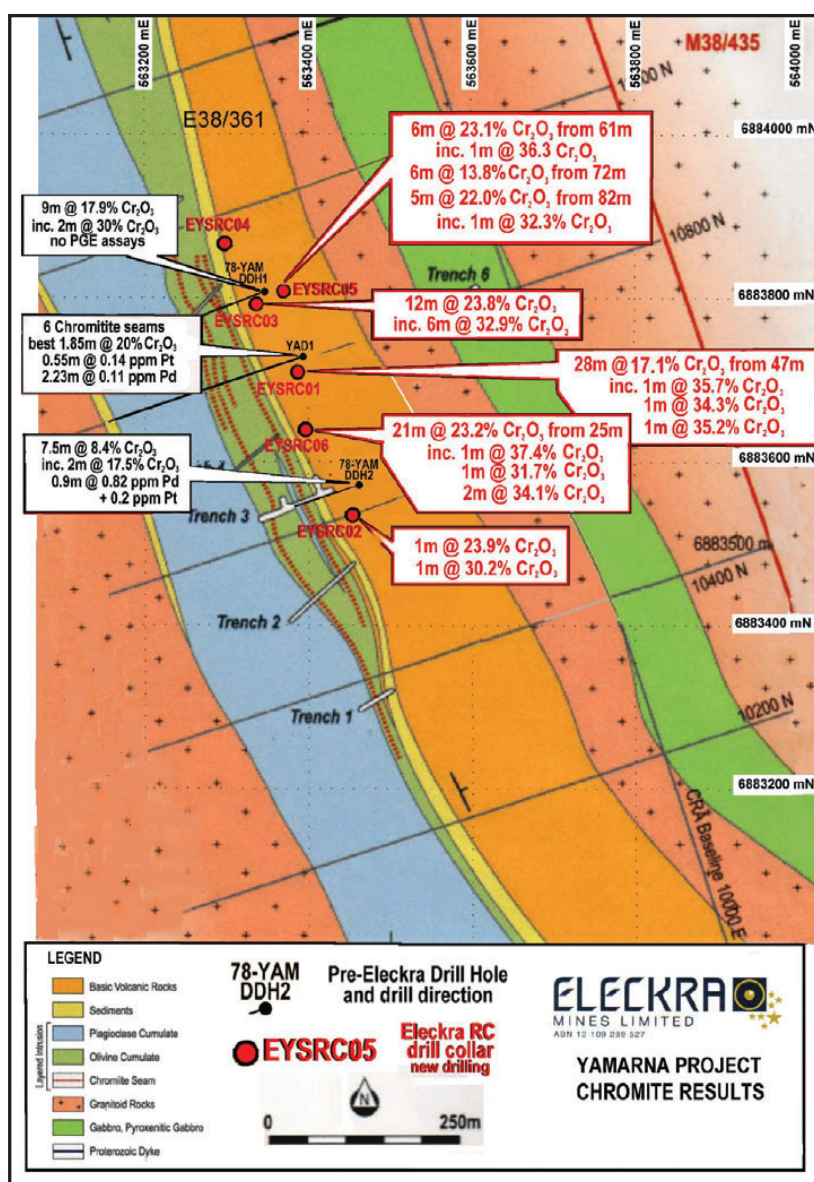 563200 mE
563400 mE
563600 mE
563800 mE
564000 mE
M38/435
E38/361
6884000 mN
6m @ 23.1% Cr₂O₃ from 61m
inc. 1m @ 36.3 Cr₂O₃
6m @ 13.8% Cr₂O₃ from 72m
5m @ 22.0% Cr₂O₃ from 82m
inc. 1m @ 32.3% Cr₂O₃
9m @ 17.9% Cr₂O₃
inc. 2m @ 30% Cr₂O₃
no PGE assays
EYSRC04
10800 N
78-YAM
DDH1
EYSRC05
Trench 6
6883800 mN
EYSRC03
12m @ 23.8% Cr₂O₃
inc. 6m @ 32.9% Cr₂O₃
6 Chromitite seams
best 1.85m @ 20% Cr₂O₃
0.55m @ 0.14 ppm Pt
2.23m @ 0.11 ppm Pd
YAD1
EYSRC01
28m @ 17.1% Cr₂O₃ from 47m
inc. 1m @ 35.7% Cr₂O₃
1m @ 34.3% Cr₂O₃
1m @ 35.2% Cr₂O₃
EYSRC06
21m @ 23.2% Cr₂O₃ from 25m
inc. 1m @ 37.4% Cr₂O₃
1m @ 31.7% Cr₂O₃
2m @ 34.1% Cr₂O₃
7.5m @ 8.4% Cr₂O₃
inc. 2m @ 17.5% Cr₂O₃
0.9m @ 0.82 ppm Pd
+ 0.2 ppm Pt
78-YAM
DDH2
6883600 mN
Trench 3
EYSRC02
1m @ 23.9% Cr₂O₃
1m @ 30.2% Cr₂O₃
6883500 m
10400 N
6883400 mN
Trench 2
Trench 1
10200 N
6883200 mN
CRA Baseline 10000 E
LEGEND
Basic Volcanic Rocks
Sediments
Layered Intrusion
Plagioclase Cumulate
Olivine Cumulate
Chromite Seam
Granitoid Rocks
Gabbro, Pyroxenitic Gabbro
Proterozoic Dyke
78-YAM
DDH2
Pre-Eleckra Drill Hole
and drill direction
EYSRC05
Eleckra RC
drill collar
new drilling
N
0
250m
ELECKRA
MINES LIMITED
ABN 13 109 289 527
YAMARNA PROJECT
CHROMITE RESULTS